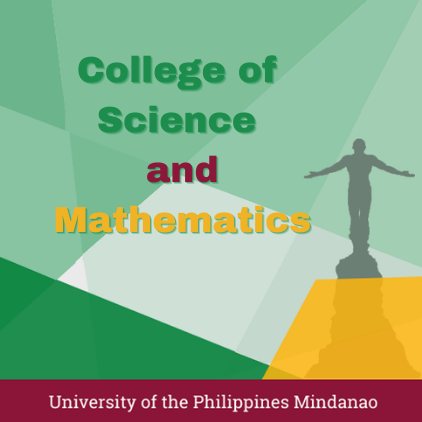 College of
Science
and
Mathematics
University of the Philippines Mindanao